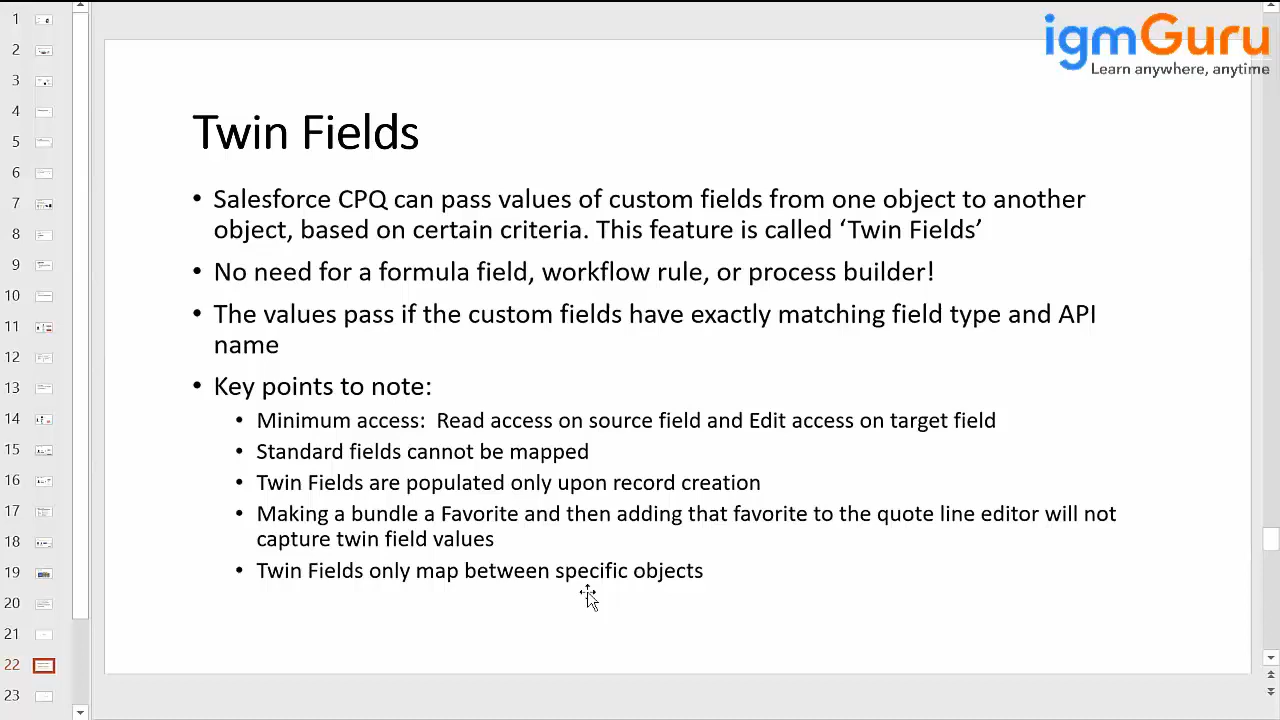 1
2
3
4
5
6
7
8
9
10
11
12
13
14
15
16
17
18
19
20
21
22
23
igmGuru
Learn anywhere, anytime
Twin Fields
• Salesforce CPQ can pass values of custom fields from one object to another
object, based on certain criteria. This feature is called ‘Twin Fields’
• No need for a formula field, workflow rule, or process builder!
• The values pass if the custom fields have exactly matching field type and API
name
• Key points to note:
• Minimum access:  Read access on source field and Edit access on target field
• Standard fields cannot be mapped
• Twin Fields are populated only upon record creation
• Making a bundle a Favorite and then adding that favorite to the quote line editor will not
capture twin field values
• Twin Fields only map between specific objects